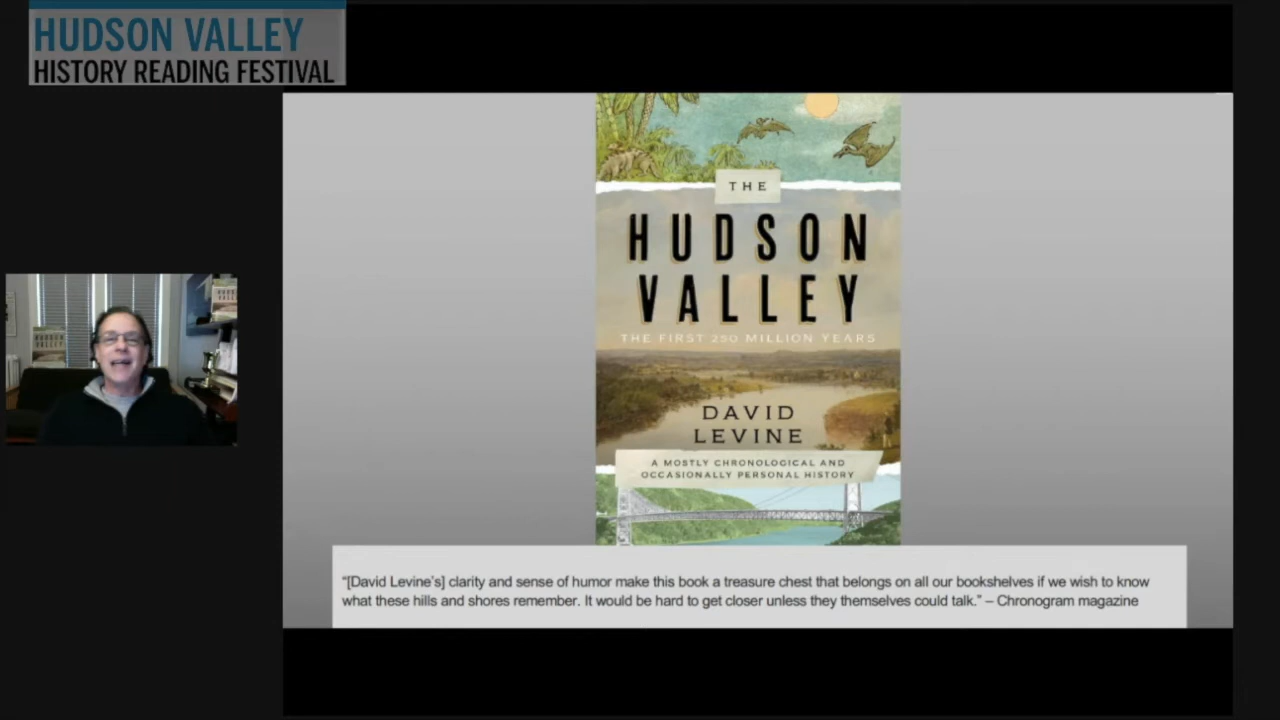 HUDSON VALLEY
HISTORY READING FESTIVAL
THE
HUDSON
VALLEY
THE FIRST 250 MILLION YEARS
DAVID
LEVINE
A MOSTLY CHRONOLOGICAL AND
OCCASIONALLY PERSONAL HISTORY
HUDSON
VALLEY
"[David Levine's] clarity and sense of humor make this book a treasure chest that belongs on all our bookshelves if we wish to know
what these hills and shores remember. It would be hard to get closer unless they themselves could talk." – Chronogram magazine